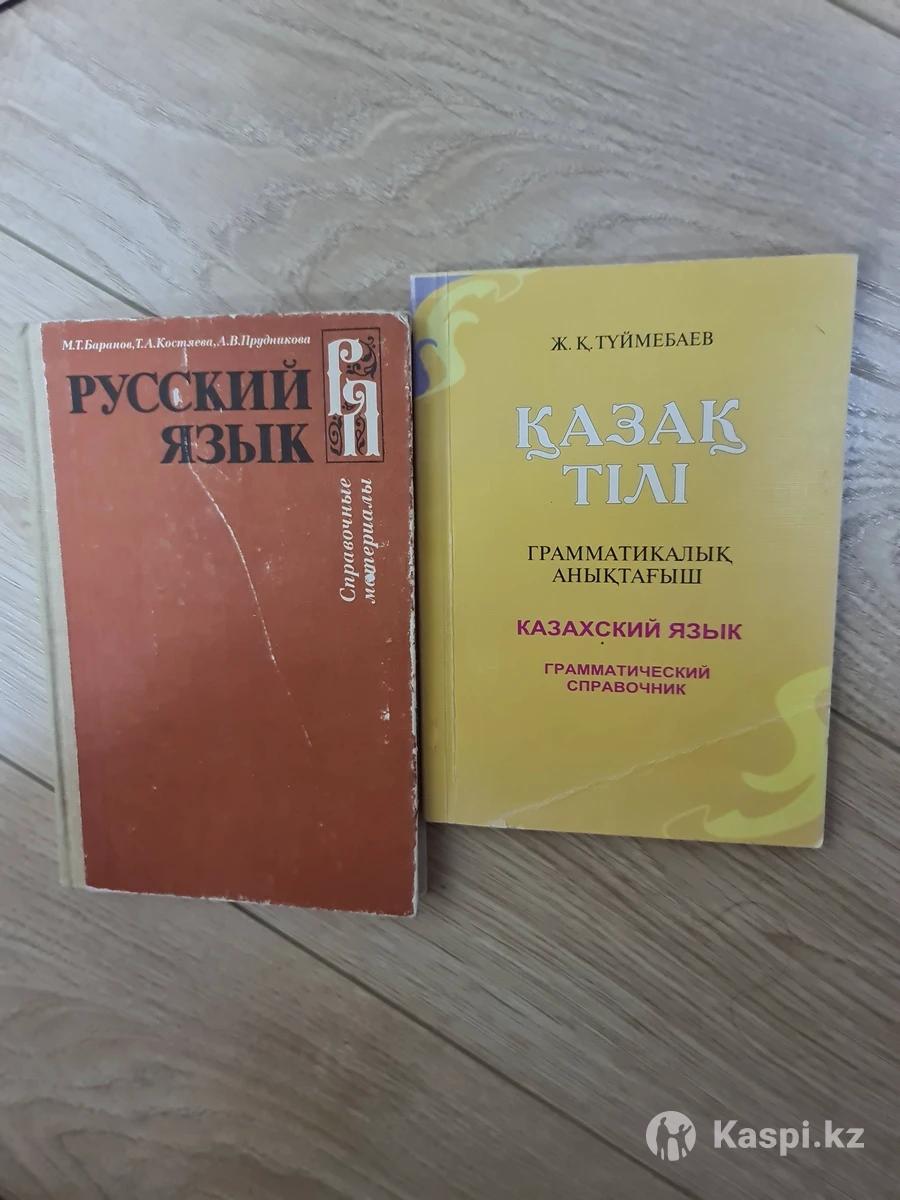 М.Т.Баранов, Т.А.Костяева, А.В.Прудникова
РУССКИЙ
ЯЗЫК
РЯ
Справочные
материалы
Ж. Қ. ТҮЙМЕБАЕВ
ҚАЗАҚ
ТІЛІ
ГРАММАТИКАЛЫҚ
АНЫҚТАҒЫШ
КАЗАХСКИЙ ЯЗЫК
ГРАММАТИЧЕСКИЙ
СПРАВОЧНИК
Kaspi.kz